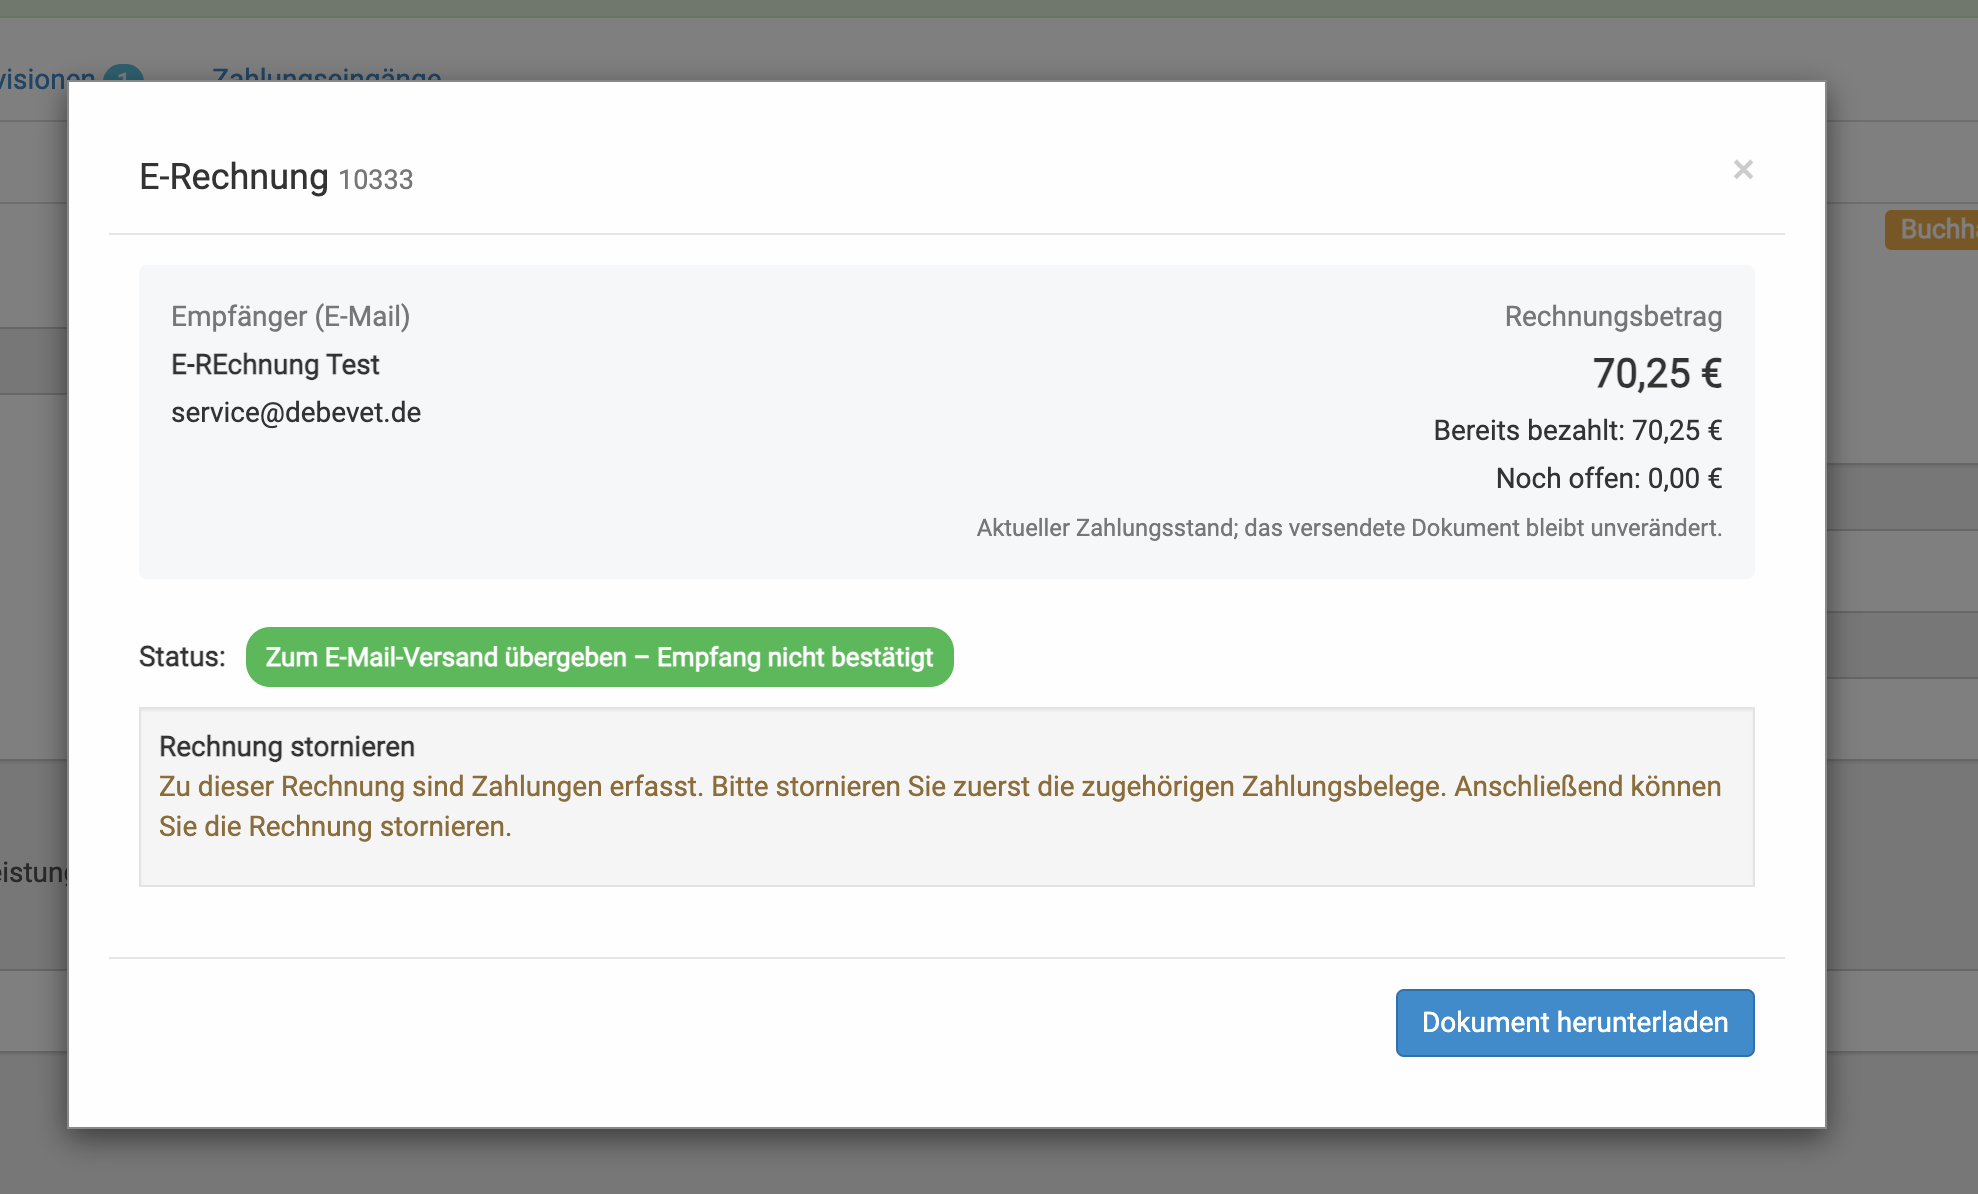 E-Rechnung 10333
×
Empfänger (E-Mail)
E-REchnung Test
service@debevet.de
Rechnungsbetrag
70,25 €
Bereits bezahlt: 70,25 €
Noch offen: 0,00 €
Aktueller Zahlungsstand; das versendete Dokument bleibt unverändert.
Status: Zum E-Mail-Versand übergeben – Empfang nicht bestätigt
Rechnung stornieren
Zu dieser Rechnung sind Zahlungen erfasst. Bitte stornieren Sie zuerst die zugehörigen Zahlungsbelege. Anschließend können
Sie die Rechnung stornieren.
Dokument herunterladen